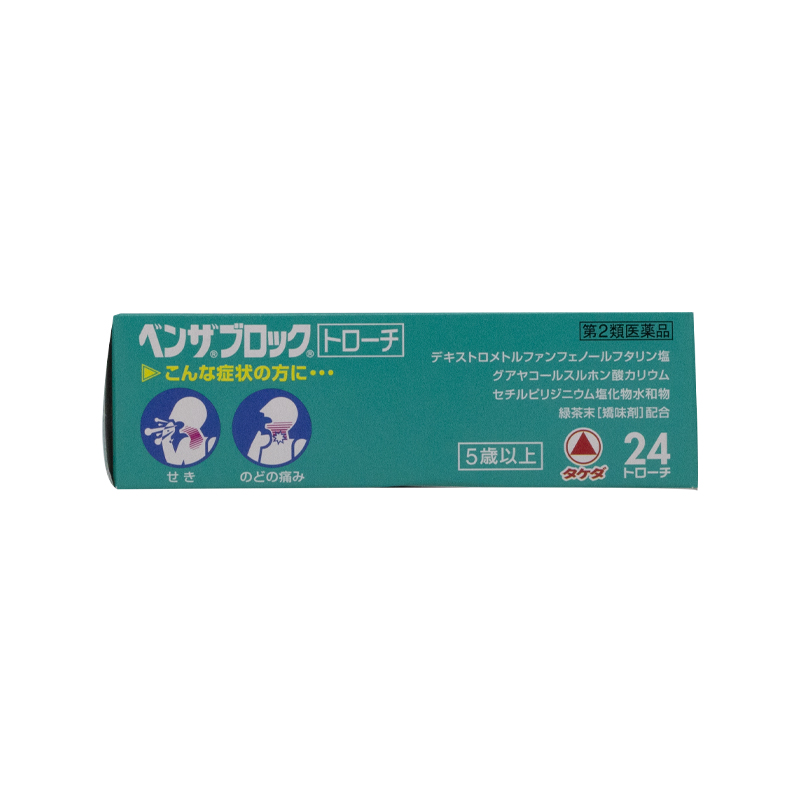 ベンザ®ブロック®トローチ
▶こんな症状の方に・・・
せき
のどの痛み
第2類医薬品
デキストロメトルファンフェノールフタリン塩
グアヤコールスルホン酸カリウム
セチルピリジニウム塩化物水和物
緑茶末[矯味剤]配合
5歳以上
タケダ
24
トローチ